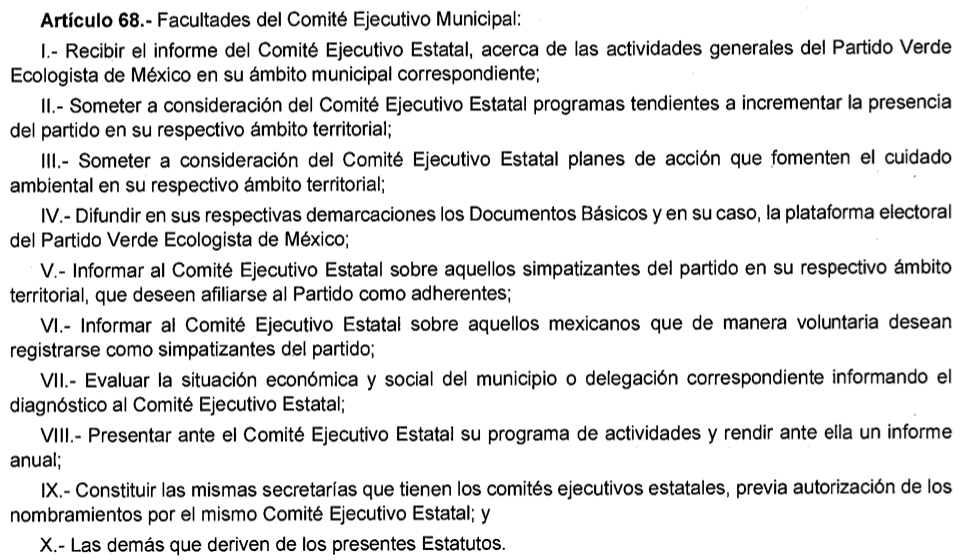 Artículo 68.- Facultades del Comité Ejecutivo Municipal:
I.- Recibir el informe del Comité Ejecutivo Estatal, acerca de las actividades generales del Partido Verde
Ecologista de México en su ámbito municipal correspondiente;
II.- Someter a consideración del Comité Ejecutivo Estatal programas tendientes a incrementar la presencia
del partido en su respectivo ámbito territorial;
III.- Someter a consideración del Comité Ejecutivo Estatal planes de acción que fomenten el cuidado
ambiental en su respectivo ámbito territorial;
IV.- Difundir en sus respectivas demarcaciones los Documentos Básicos y en su caso, la plataforma electoral
del Partido Verde Ecologista de México;
V.- Informar al Comité Ejecutivo Estatal sobre aquellos simpatizantes del partido en su respectivo ámbito
territorial, que deseen afiliarse al Partido como adherentes;
VI.- Informar al Comité Ejecutivo Estatal sobre aquellos mexicanos que de manera voluntaria desean
registrarse como simpatizantes del partido;
VII.- Evaluar la situación económica y social del municipio o delegación correspondiente informando el
diagnóstico al Comité Ejecutivo Estatal;
VIII.- Presentar ante el Comité Ejecutivo Estatal su programa de actividades y rendir ante ella un informe
anual;
IX.- Constituir las mismas secretarías que tienen los comités ejecutivos estatales, previa autorización de los
nombramientos por el mismo Comité Ejecutivo Estatal; y
X.- Las demás que deriven de los presentes Estatutos.